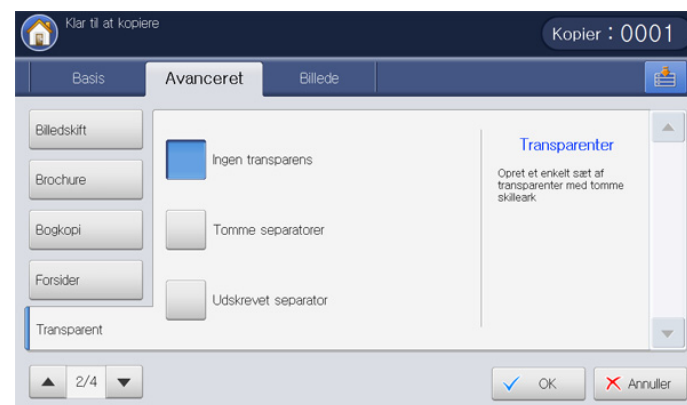 Klar til at kopiere
Kopier : 0001
Basis
Avanceret
Billede
Billedskift
Brochure
Bogkopi
Forsider
Transparent
2/4
Ingen transparens
Tomme separatorer
Udskrevet separator
Transparenter
Opret et enkelt sæt af
transparenter med tomme
skilleark
OK
Annuller